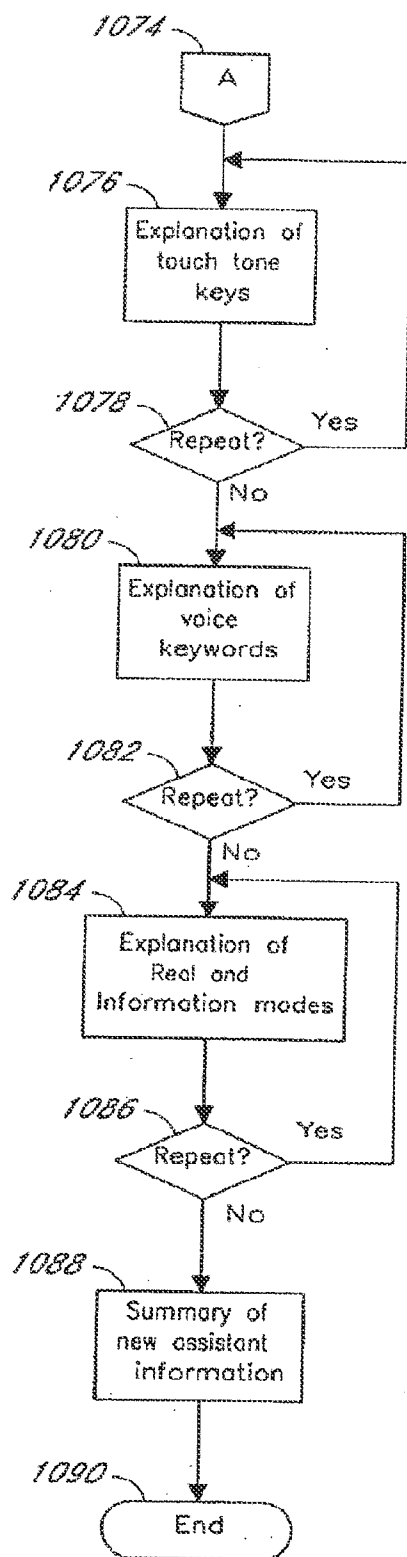 1074
A
1076
Explanation of
touch tone
keys
1078
Repeat?
Yes
No
1080
Explanation of
voice
keywords
1082
Repeat?
Yes
No
1084
Explanation of
Real and
Information modes
1086
Repeat?
Yes
No
1088
Summary of
new assistant
information
1090
End